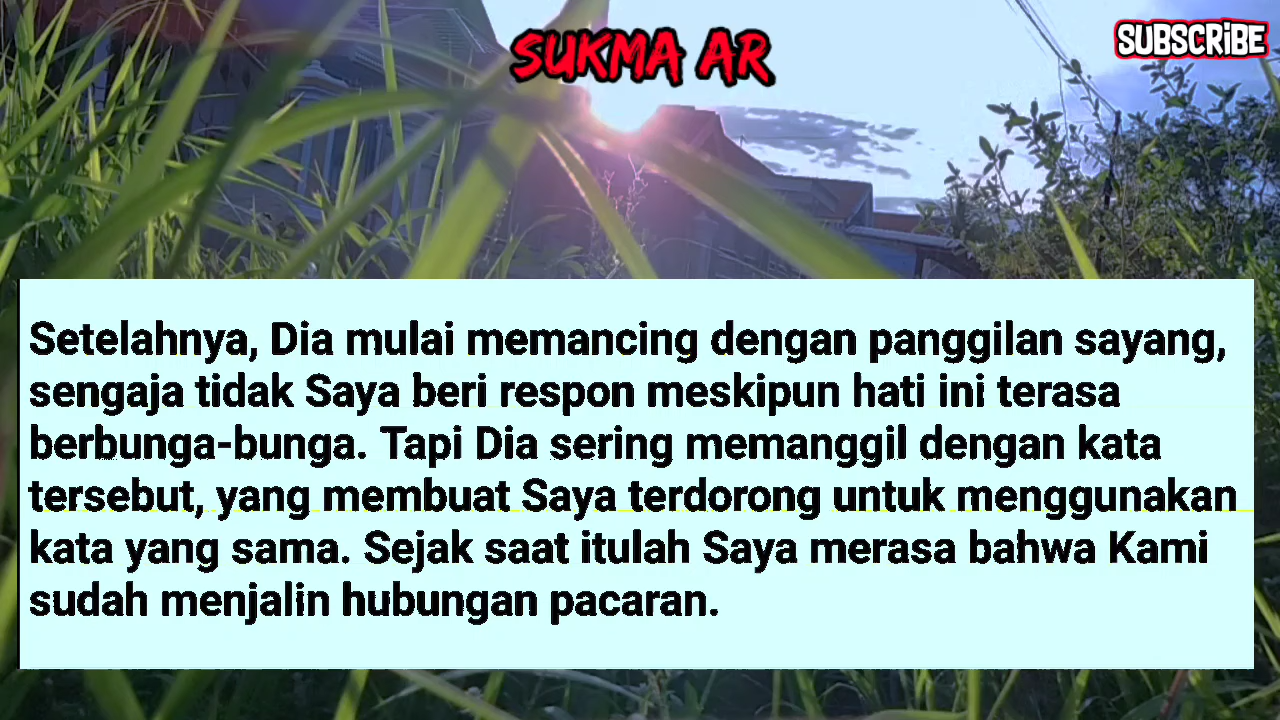 SUKMA AR
SUBSCRiBE
Setelahnya, Dia mulai memancing dengan panggilan sayang,
sengaja tidak Saya beri respon meskipun hati ini terasa
berbunga-bunga. Tapi Dia sering memanggil dengan kata
tersebut, yang membuat Saya terdorong untuk menggunakan
kata yang sama. Sejak saat itulah Saya merasa bahwa Kami
sudah menjalin hubungan pacaran.